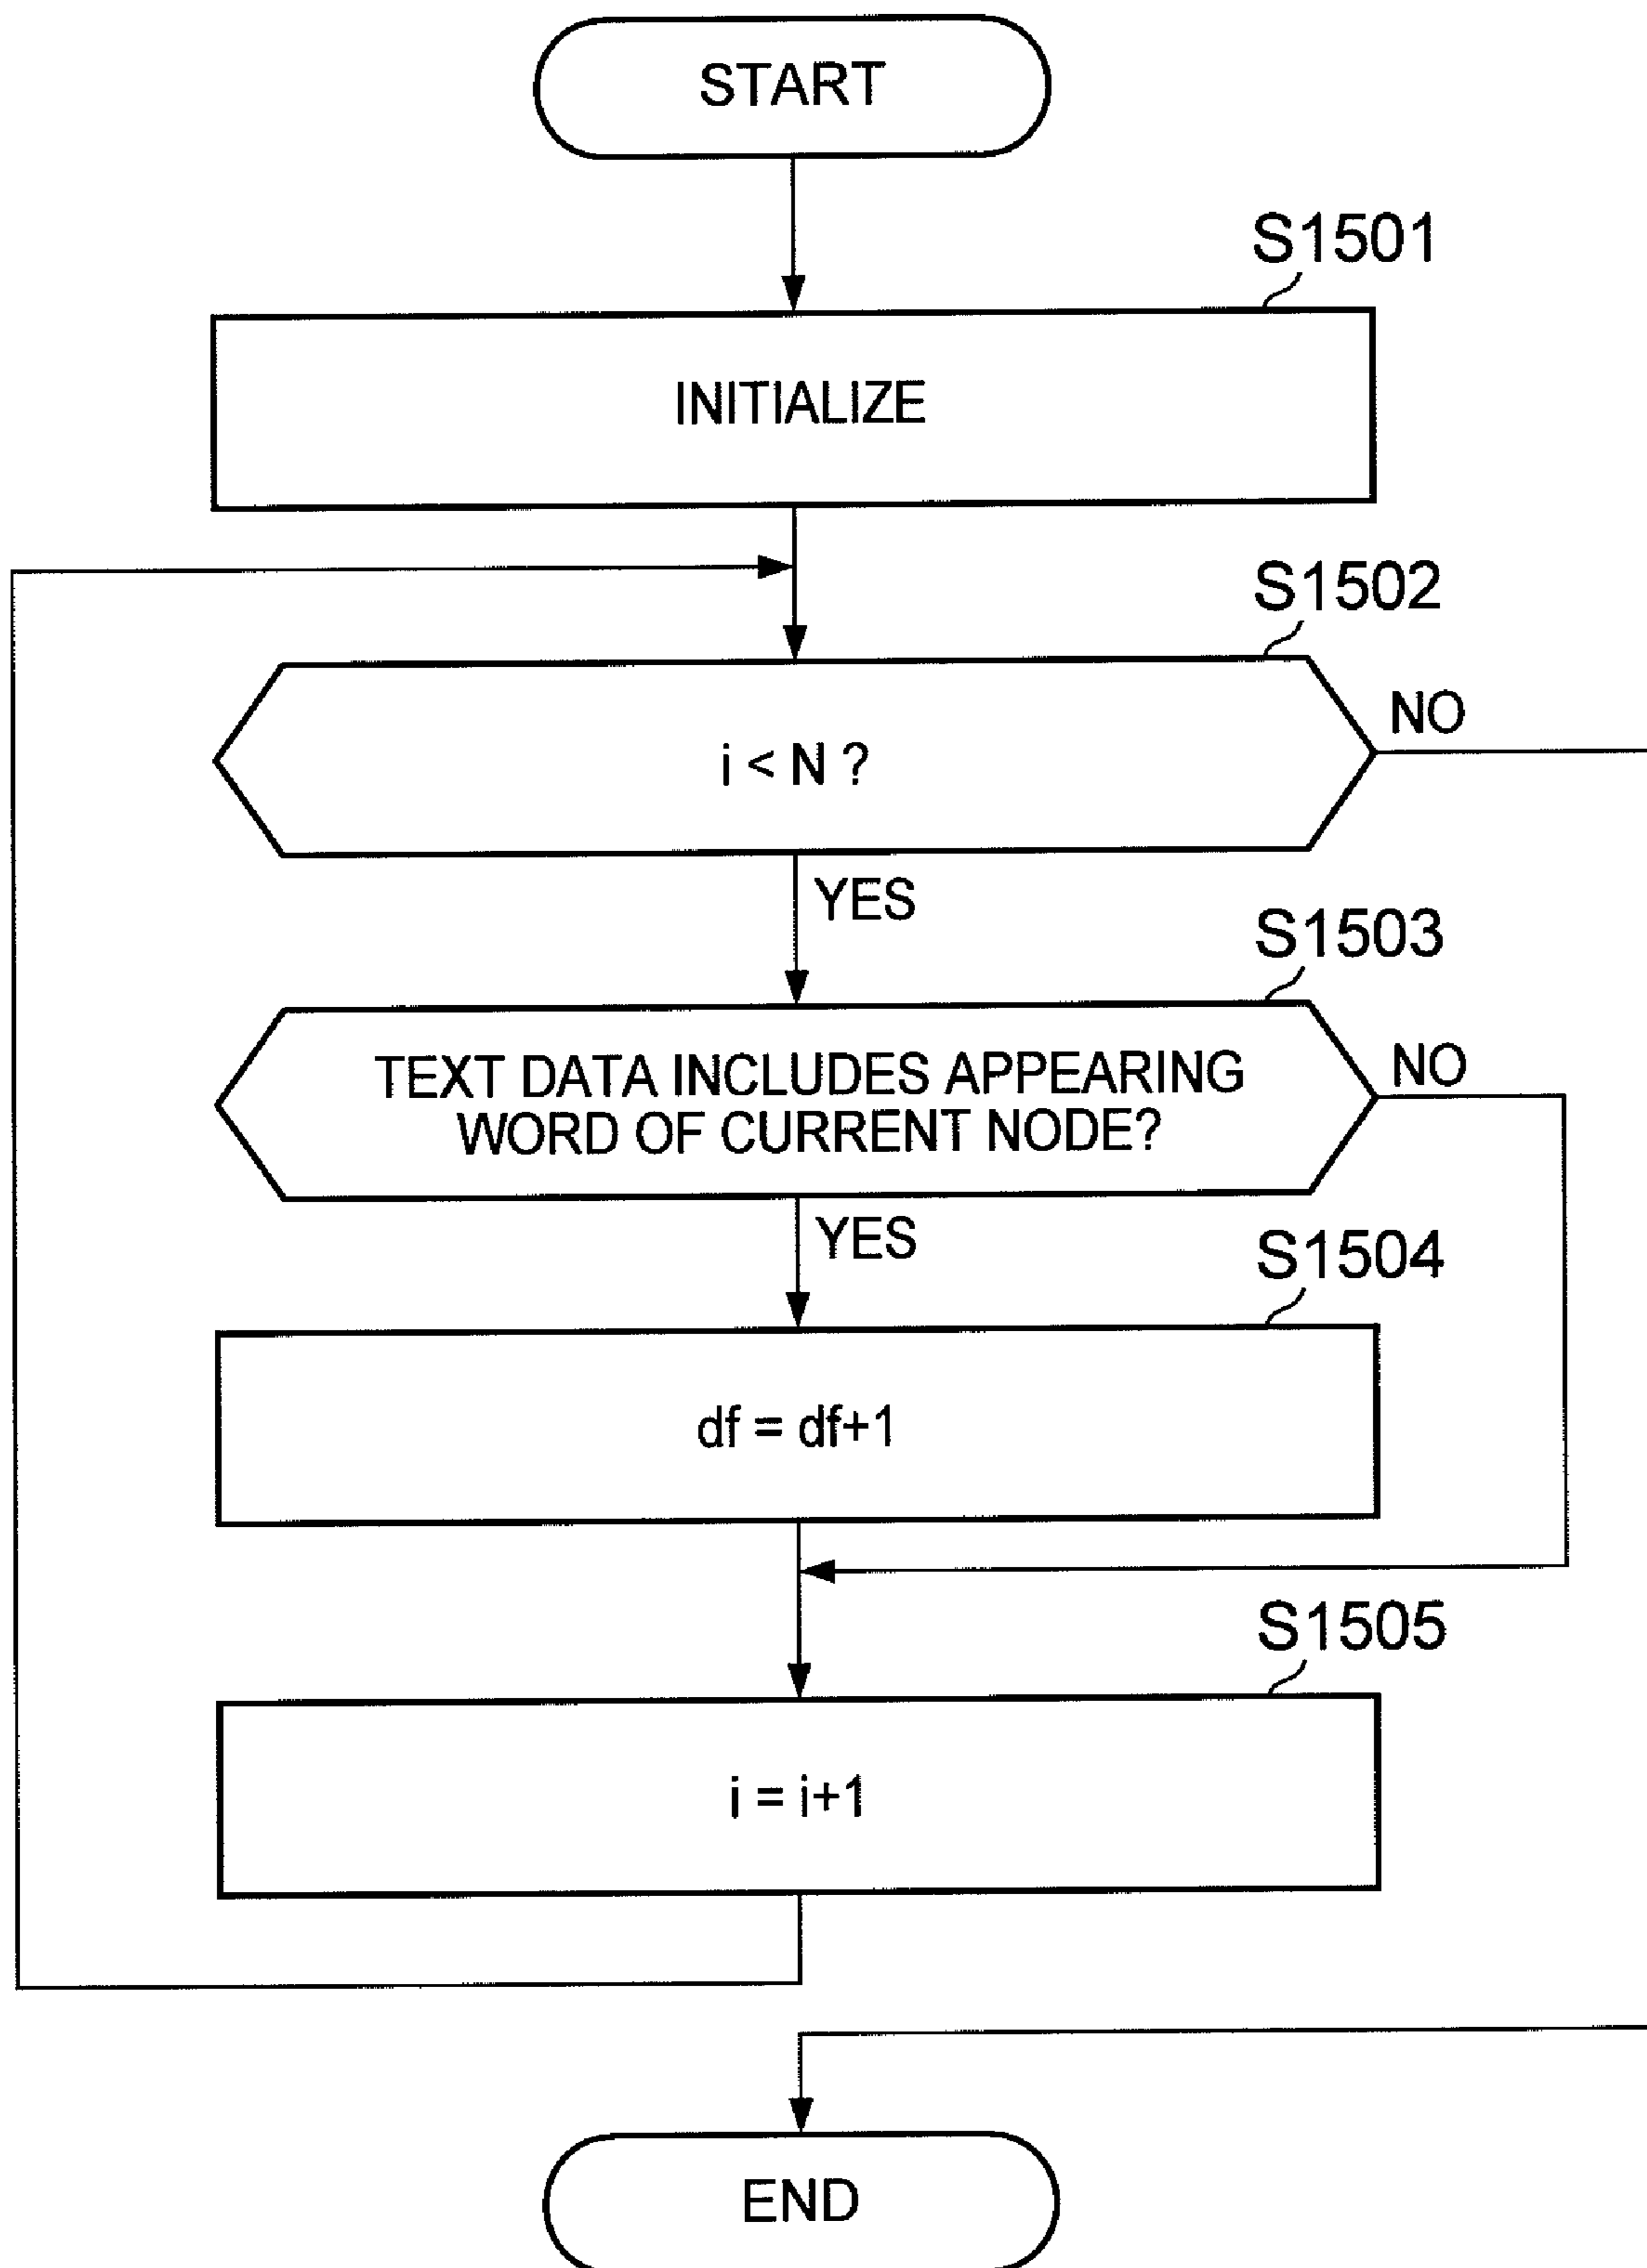 START
S1501
INITIALIZE
S1502
i < N ?
NO
YES
S1503
TEXT DATA INCLUDES APPEARING
WORD OF CURRENT NODE?
NO
YES
S1504
df = df+1
S1505
i = i+1
END